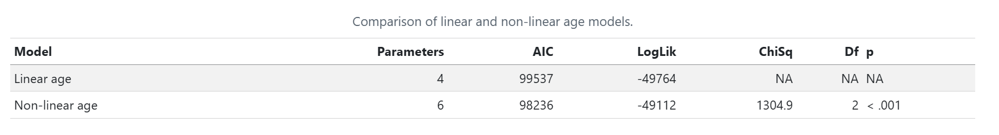 Comparison of linear and non-linear age models.
Model Parameters AIC LogLik ChiSq Df p
Linear age 4 99537 -49764 NA NA NA
Non-linear age 6 98236 -49112 1304.9 2 < .001